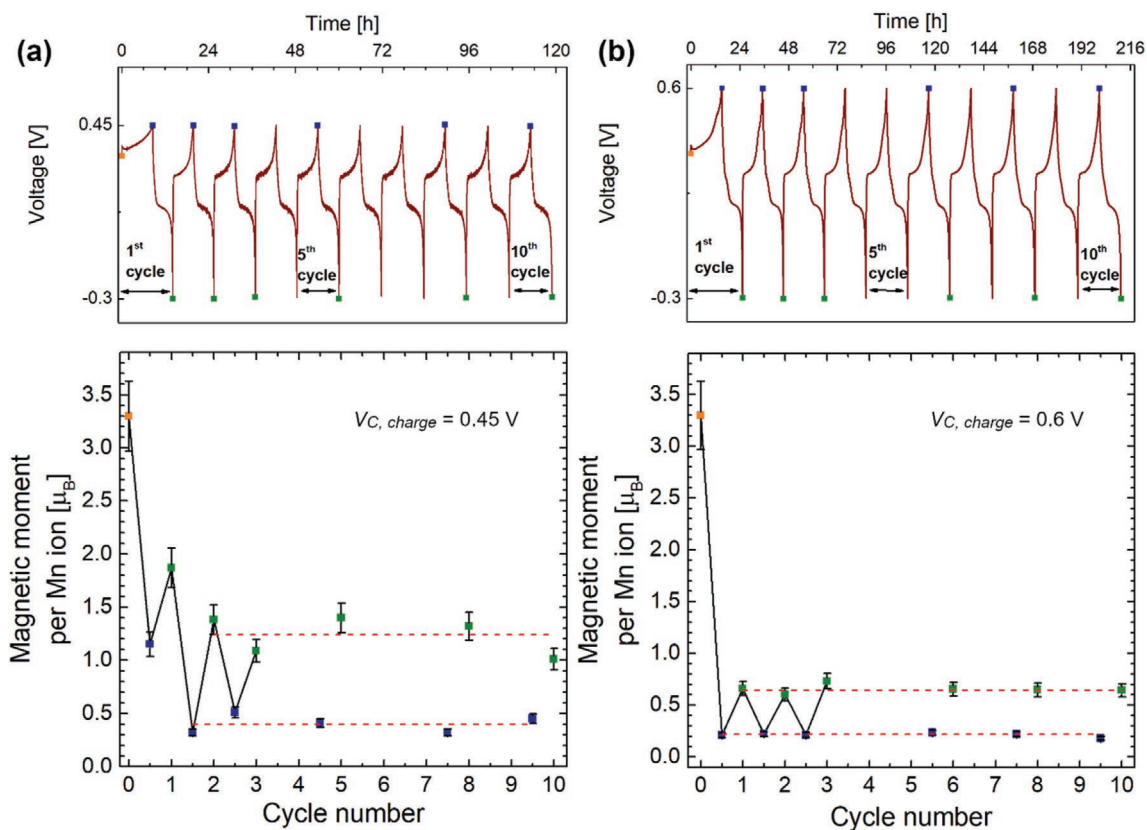 (a)
Time [h]
0 24 48 72 96 120
Voltage [V]
0.45
-0.3
1st
cycle
5th
cycle
10th
cycle
Magnetic moment
per Mn ion [μB]
3.5
3.0
2.5
2.0
1.5
1.0
0.5
0.0
VC, charge = 0.45 V
0 1 2 3 4 5 6 7 8 9 10
Cycle number
(b)
Time [h]
0 24 48 72 96 120 144 168 192 216
Voltage [V]
0.6
-0.3
1st
cycle
5th
cycle
10th
cycle
Magnetic moment
per Mn ion [μB]
3.5
3.0
2.5
2.0
1.5
1.0
0.5
0.0
VC, charge = 0.6 V
0 1 2 3 4 5 6 7 8 9 10
Cycle number